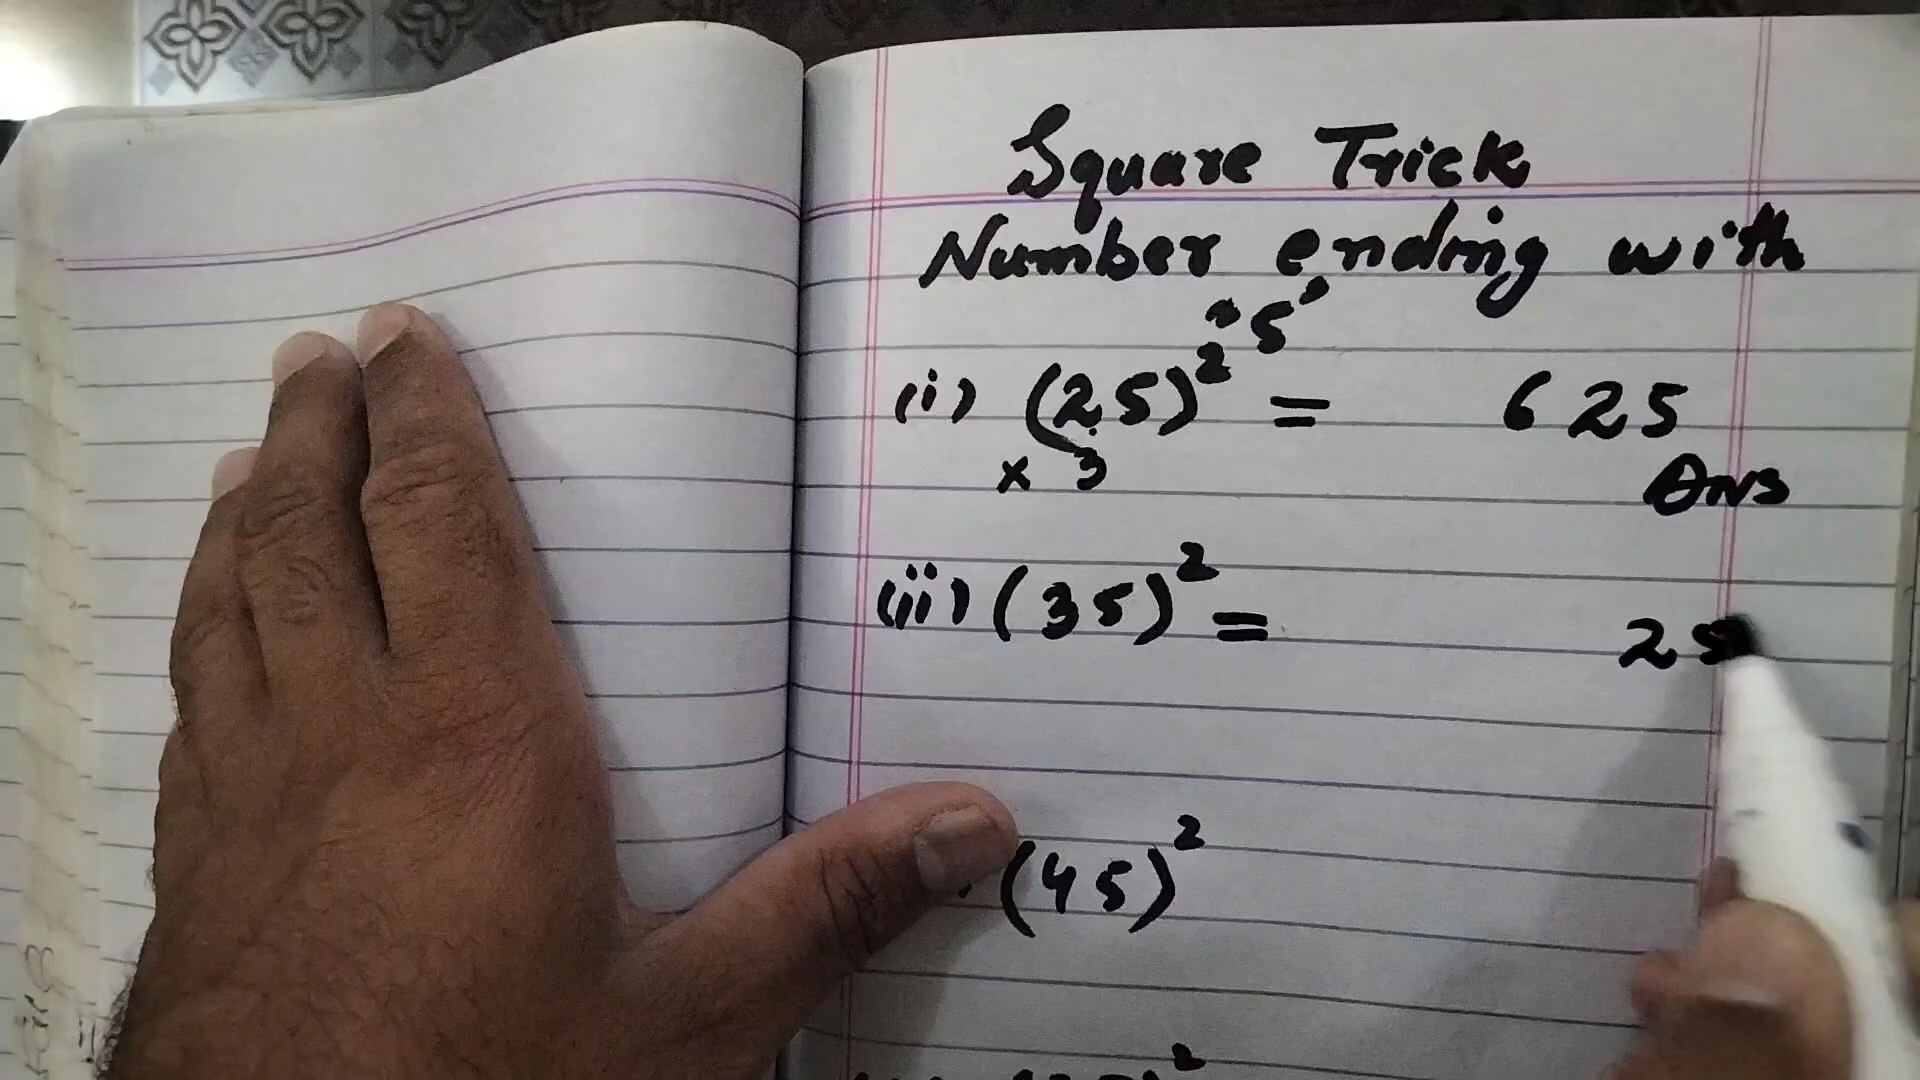 Square Trick
Number ending with
"5"
(i) (25)² = 625
× 3
Ans
(ii) (35)² = 25
(45)²